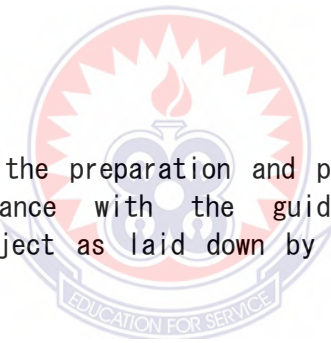 the preparation and p
ance with the guid
ject as laid down by
EDUCATION FOR SERVICE